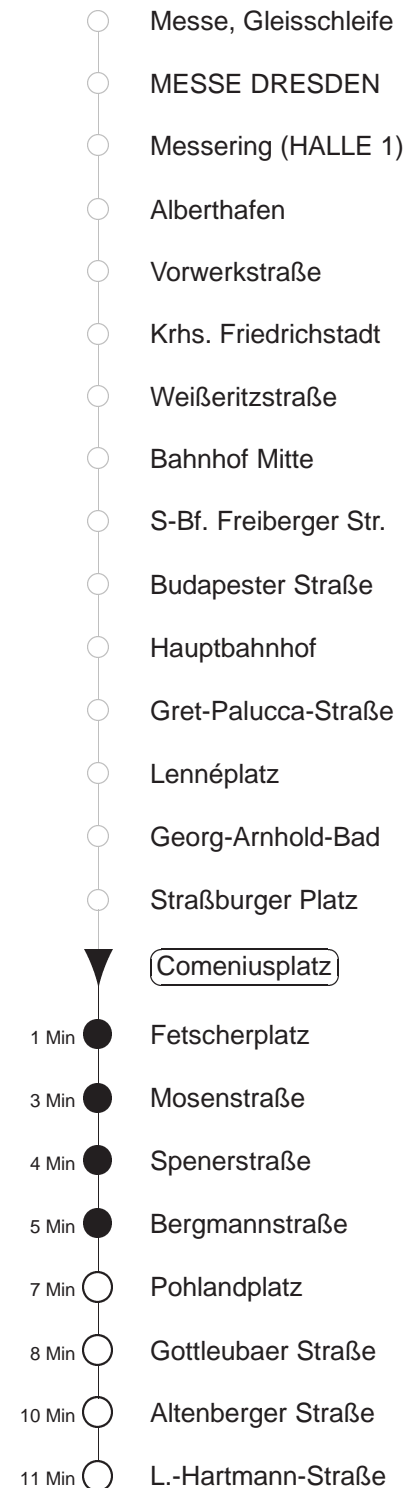 Messe, Gleisschleife
MESSE DRESDEN
Messering (HALLE 1)
Alberthafen
Vorwerkstraße
Krhs. Friedrichstadt
Weißeritzstraße
Bahnhof Mitte
S-Bf. Freiberger Str.
Budapester Straße
Hauptbahnhof
Gret-Palucca-Straße
Lennéplatz
Georg-Arnhold-Bad
Straßburger Platz
Comeniusplatz
1 Min Fetscherplatz
3 Min Mosenstraße
4 Min Spenerstraße
5 Min Bergmannstraße
7 Min Pohlandplatz
8 Min Gottleubaer Straße
10 Min Altenberger Straße
11 Min L.-Hartmann-Straße